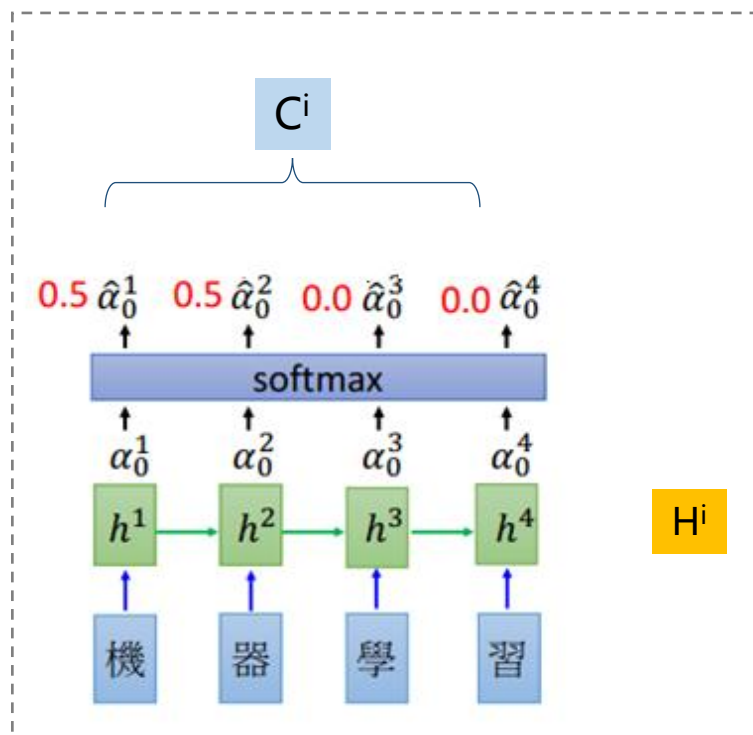 Cⁱ
0.5 α̂₀¹ 0.5 α̂₀² 0.0 α̂₀³ 0.0 α̂₀⁴
softmax
α₀¹ α₀² α₀³ α₀⁴
h¹ h² h³ h⁴
Hⁱ
機 器 學 習